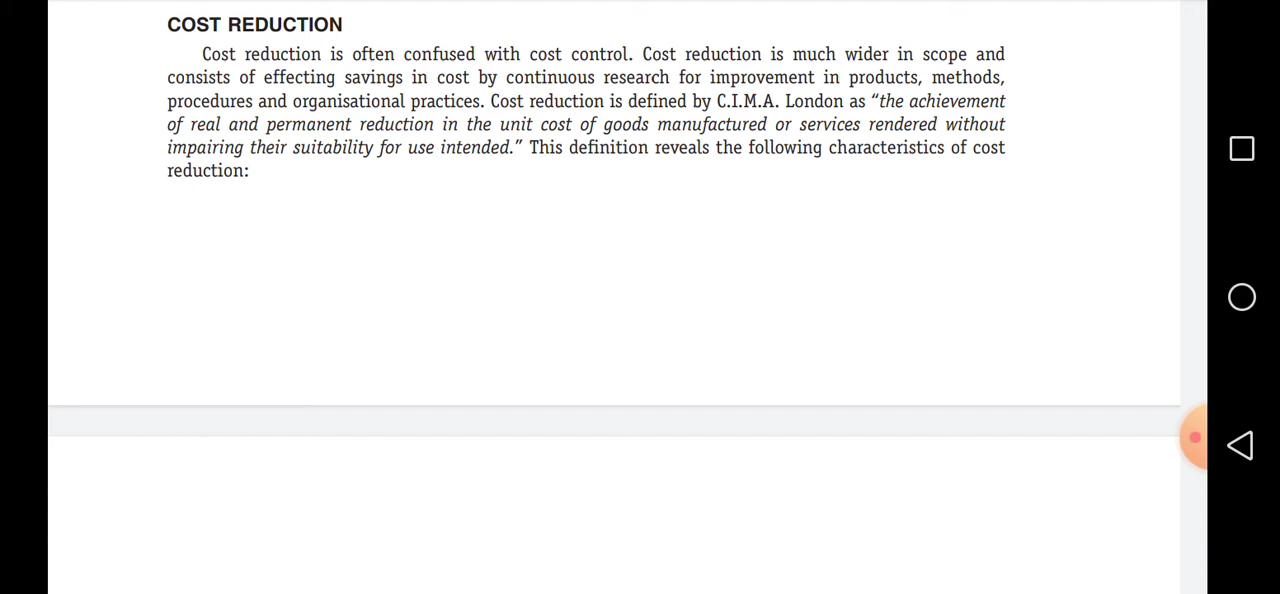 COST REDUCTION
Cost reduction is often confused with cost control. Cost reduction is much wider in scope and
consists of effecting savings in cost by continuous research for improvement in products, methods,
procedures and organisational practices. Cost reduction is defined by C.I.M.A. London as “the achievement
of real and permanent reduction in the unit cost of goods manufactured or services rendered without
impairing their suitability for use intended.” This definition reveals the following characteristics of cost
reduction: